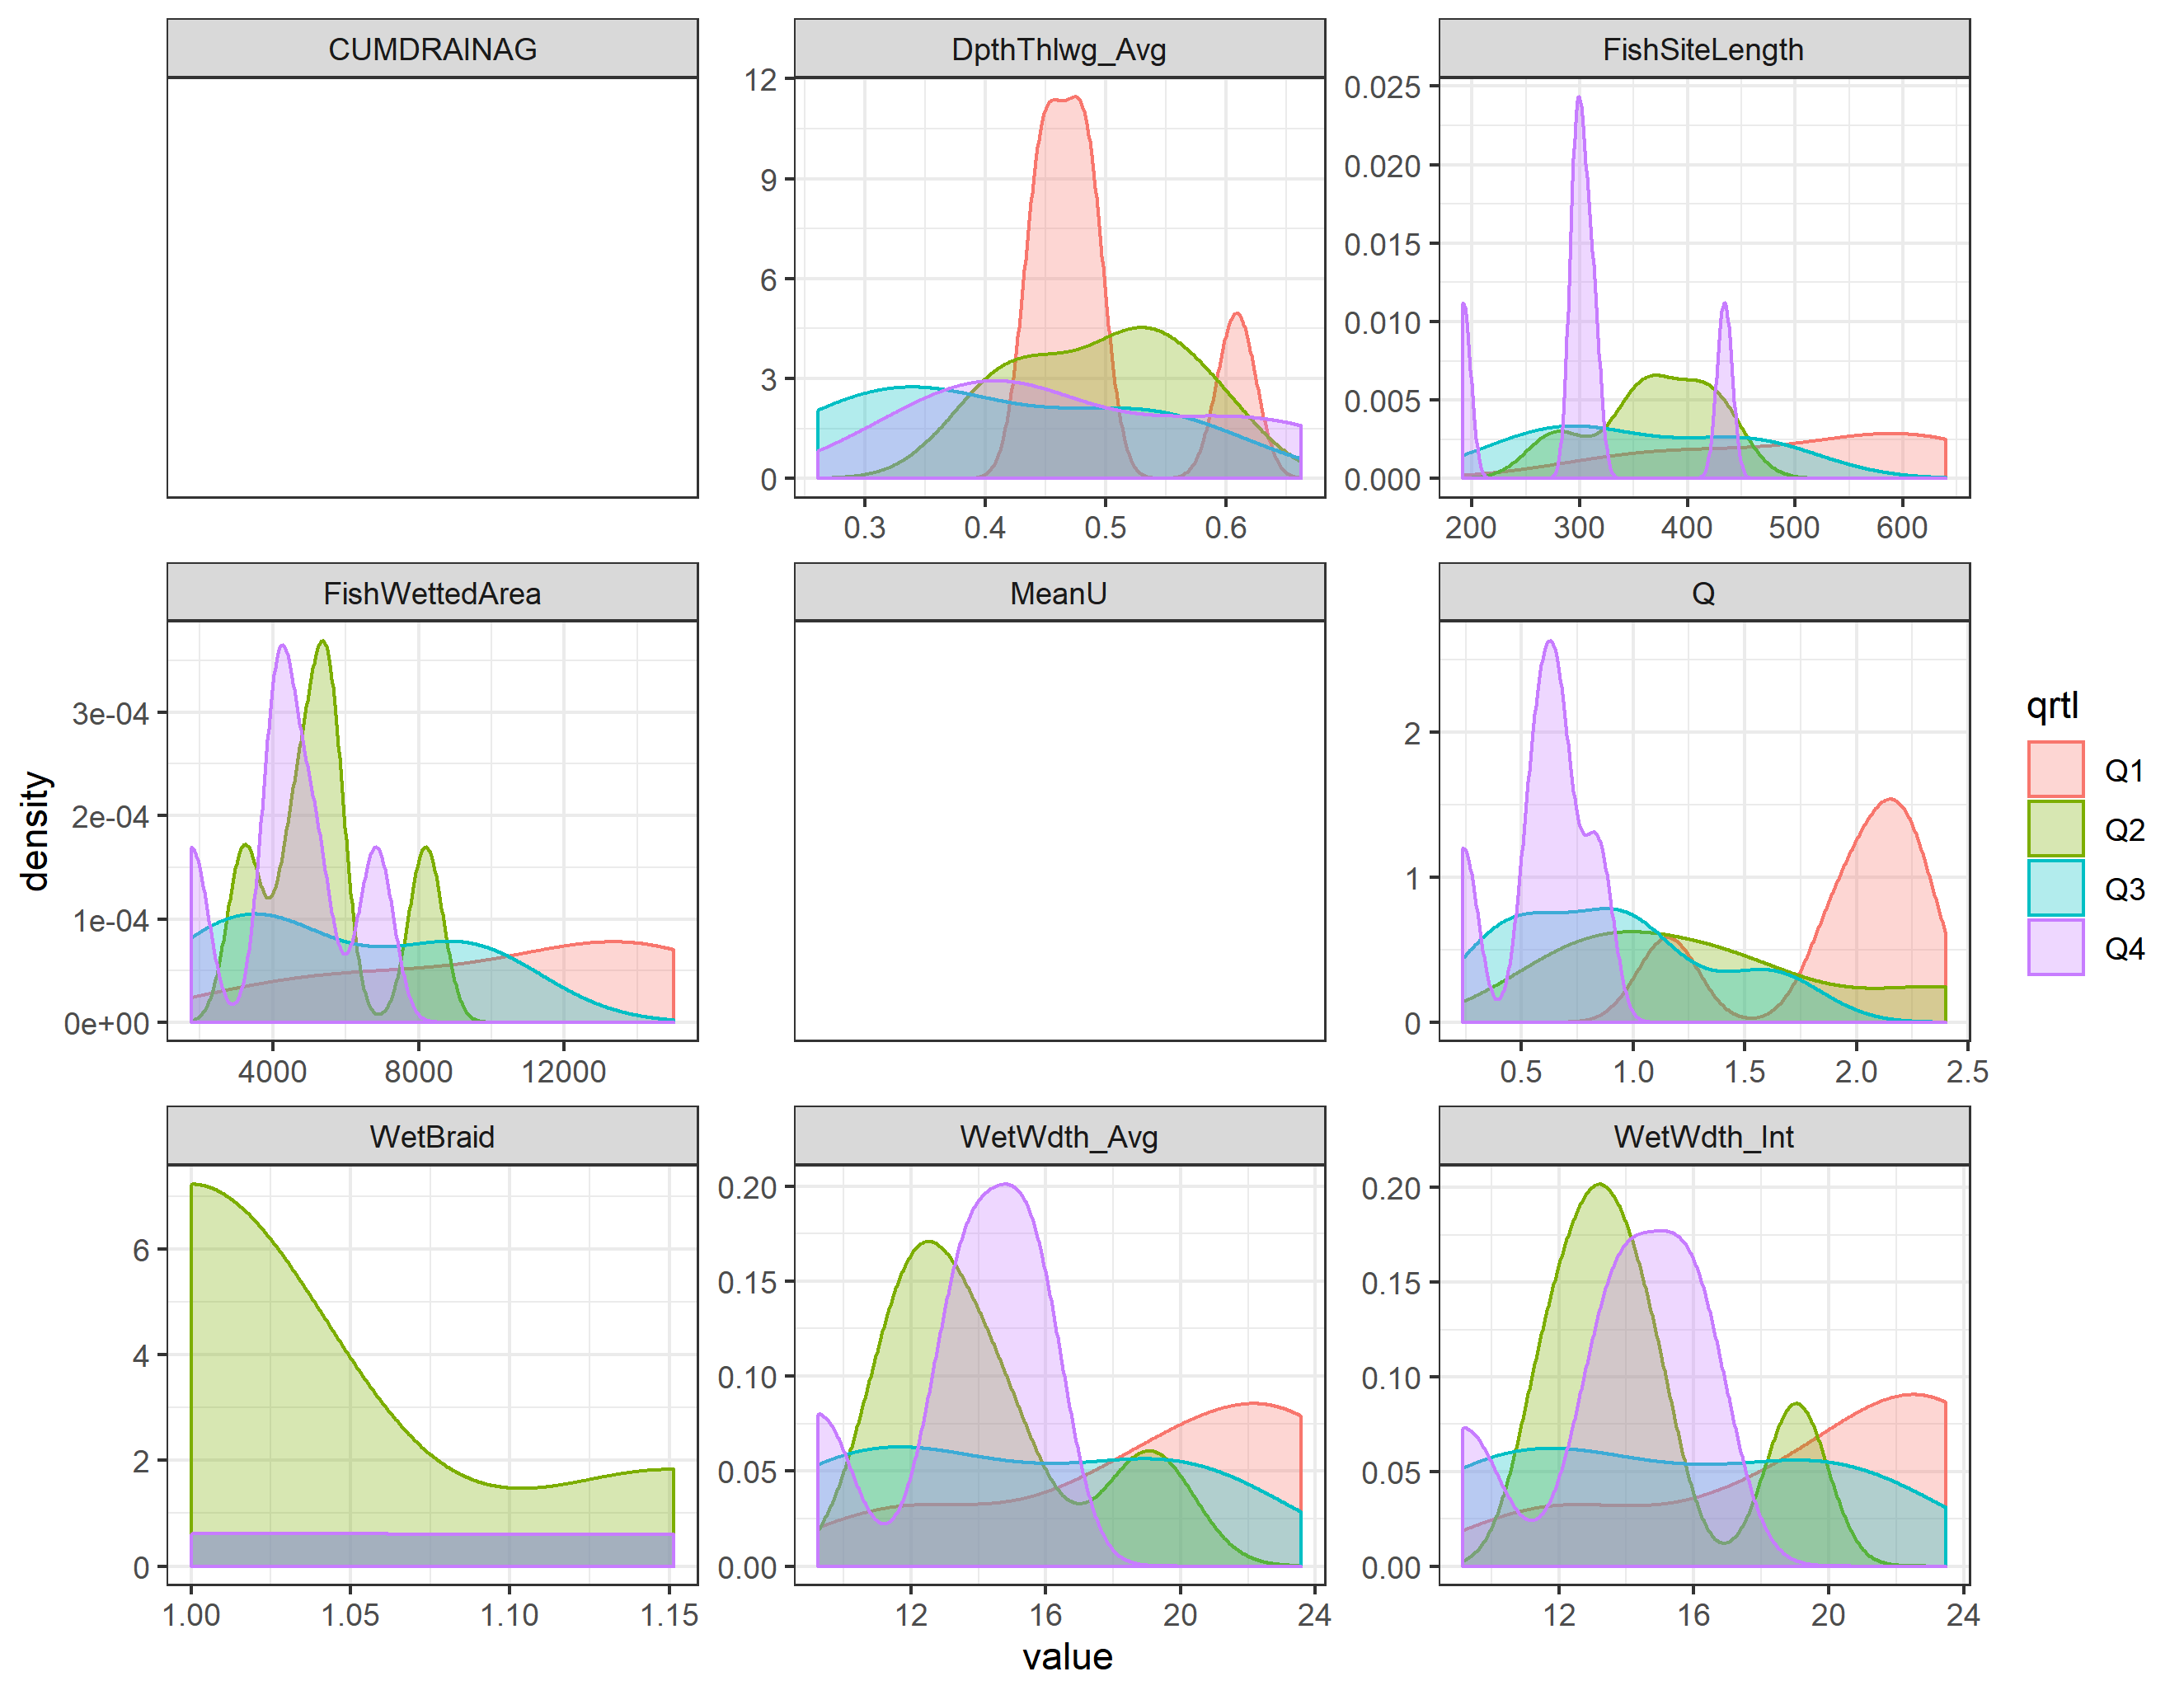 CUMDRAINAG
DpthThlwg_Avg
FishSiteLength
12
9
6
3
0
0.3 0.4 0.5 0.6
0.025
0.020
0.015
0.010
0.005
0.000
200 300 400 500 600
FishWettedArea
MeanU
Q
density
3e-04
2e-04
1e-04
0e+00
4000 8000 12000
2
1
0
0.5 1.0 1.5 2.0 2.5
qrtl
Q1
Q2
Q3
Q4
WetBraid
WetWdth_Avg
WetWdth_Int
6
4
2
0
1.00 1.05 1.10 1.15
0.20
0.15
0.10
0.05
0.00
12 16 20 24
0.20
0.15
0.10
0.05
0.00
12 16 20 24
value